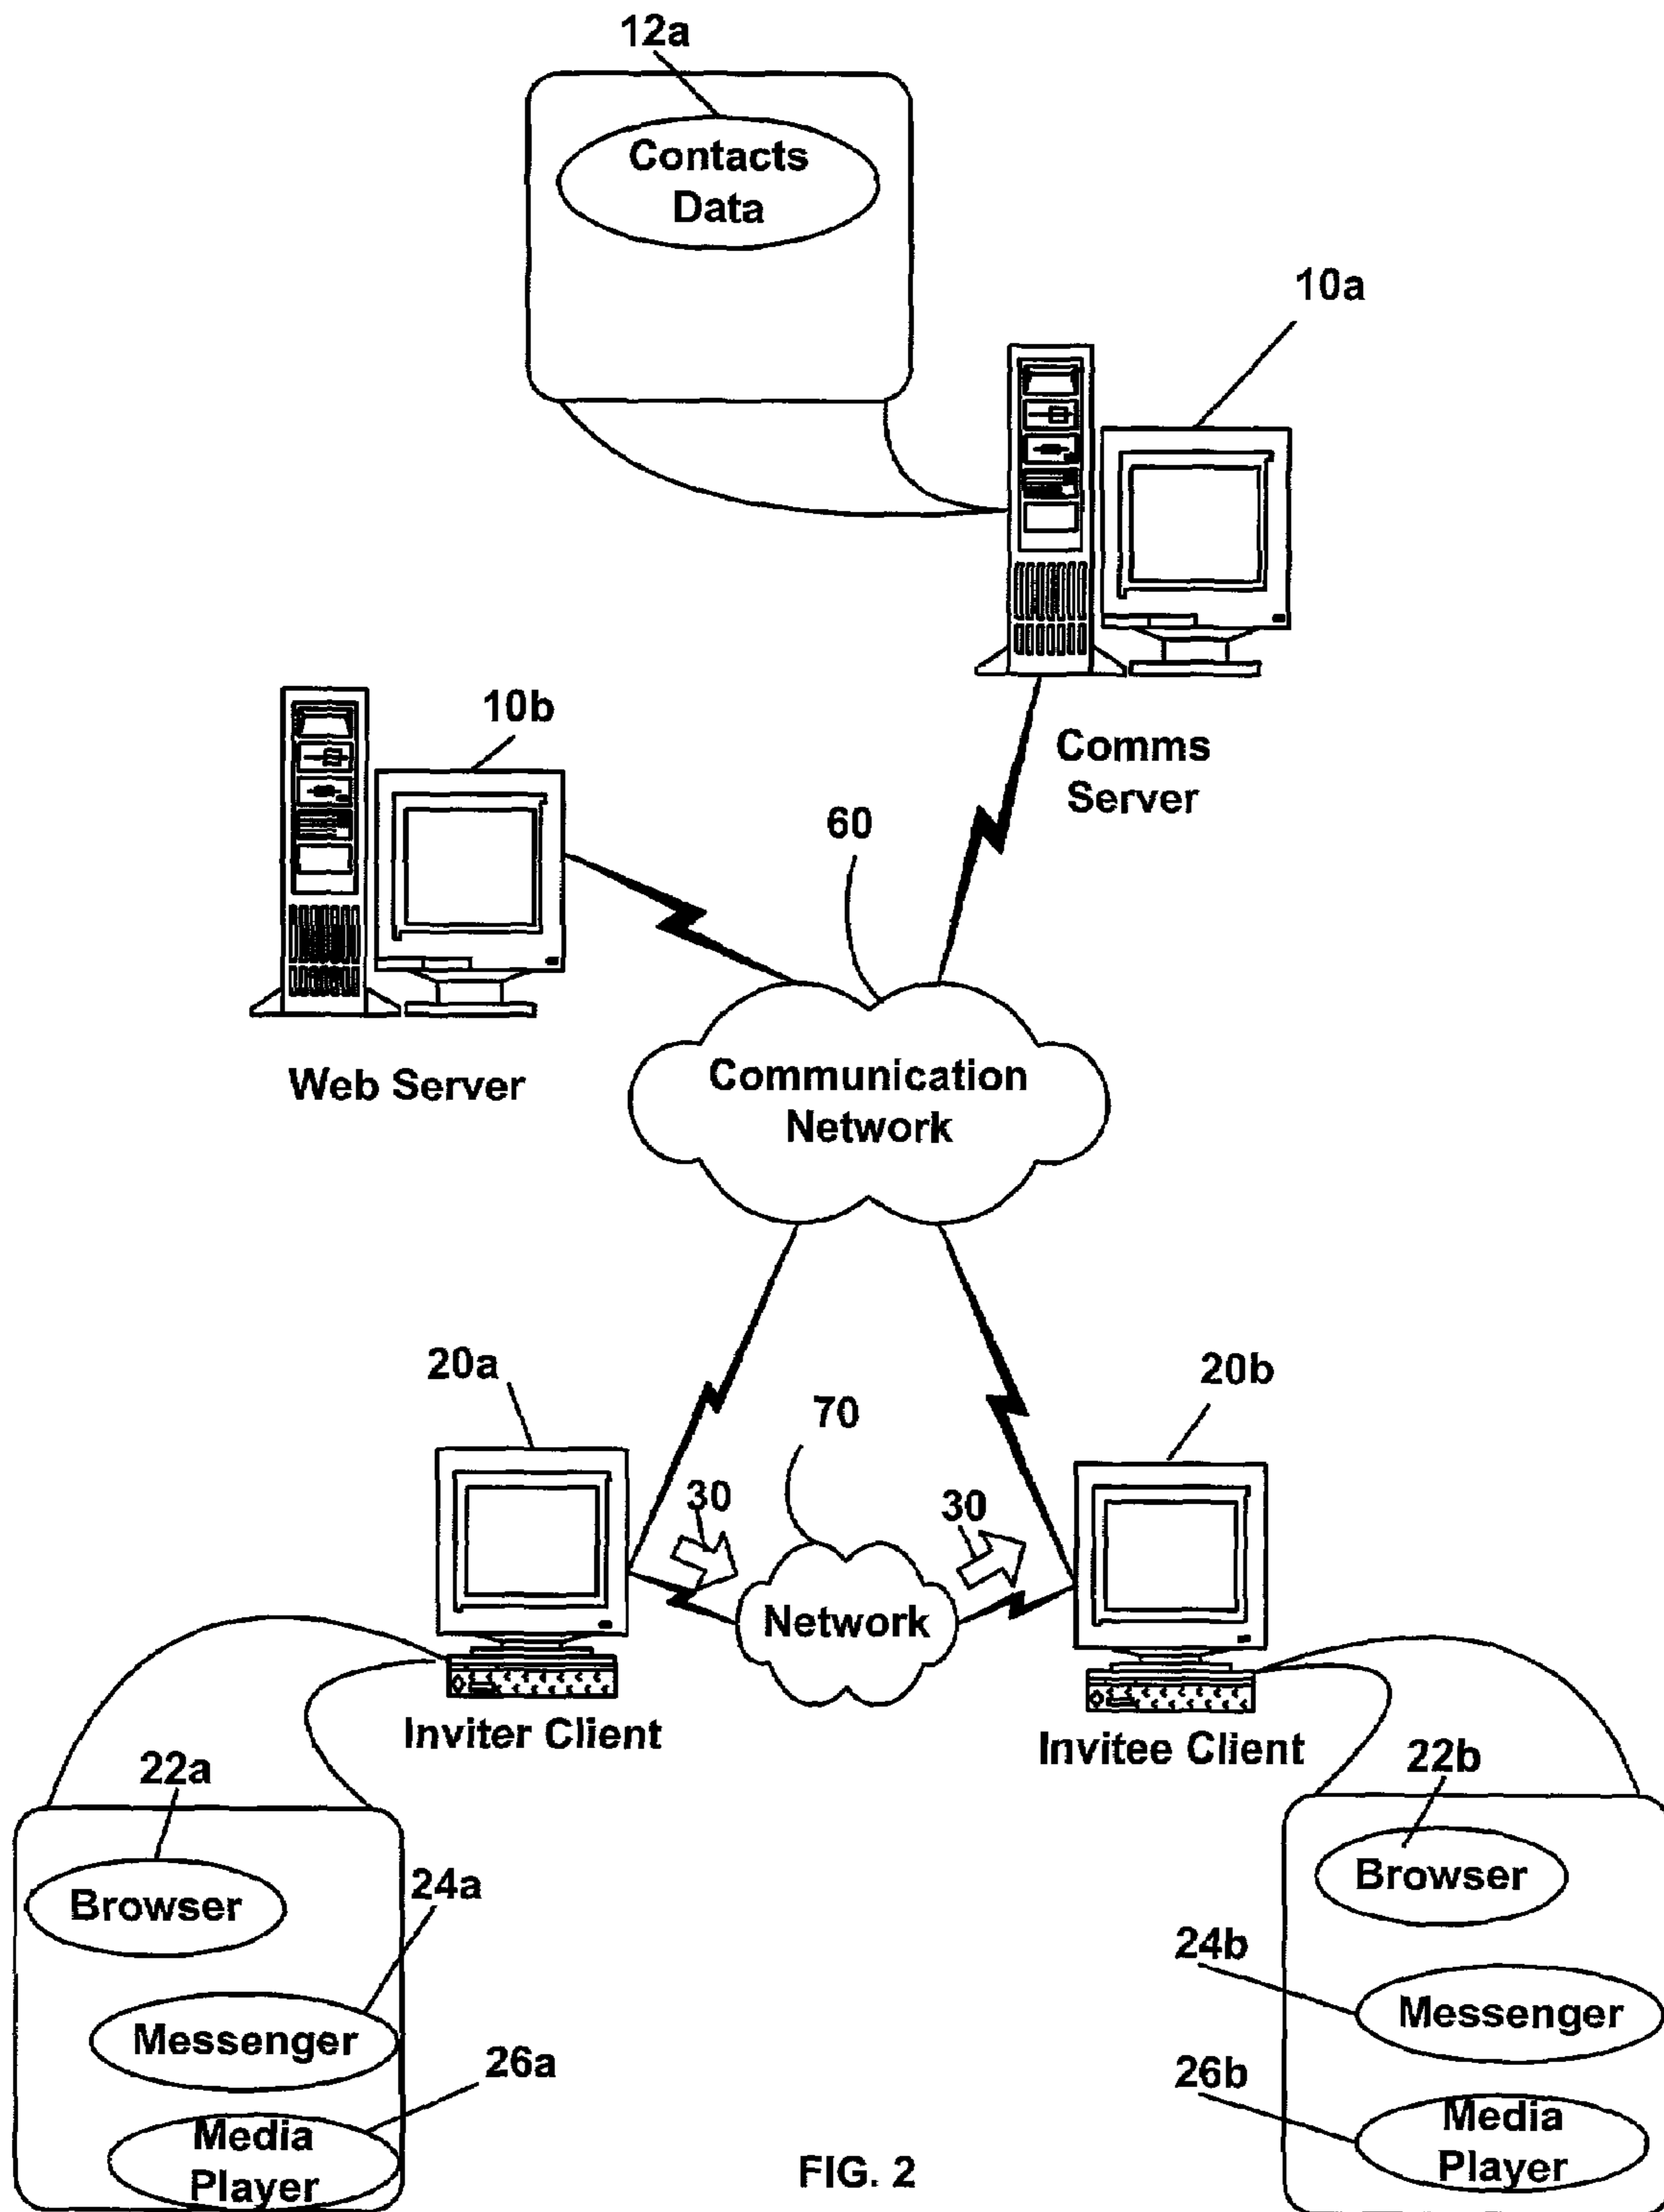 12a
Contacts
Data
10a
10b
Comms
Server
60
Web Server
Communication
Network
20a
20b
70
30
30
Network
Inviter Client
Invitee Client
22a
22b
Browser
Browser
24a
24b
Messenger
Messenger
26a
26b
Media
Player
Media
Player
FIG. 2